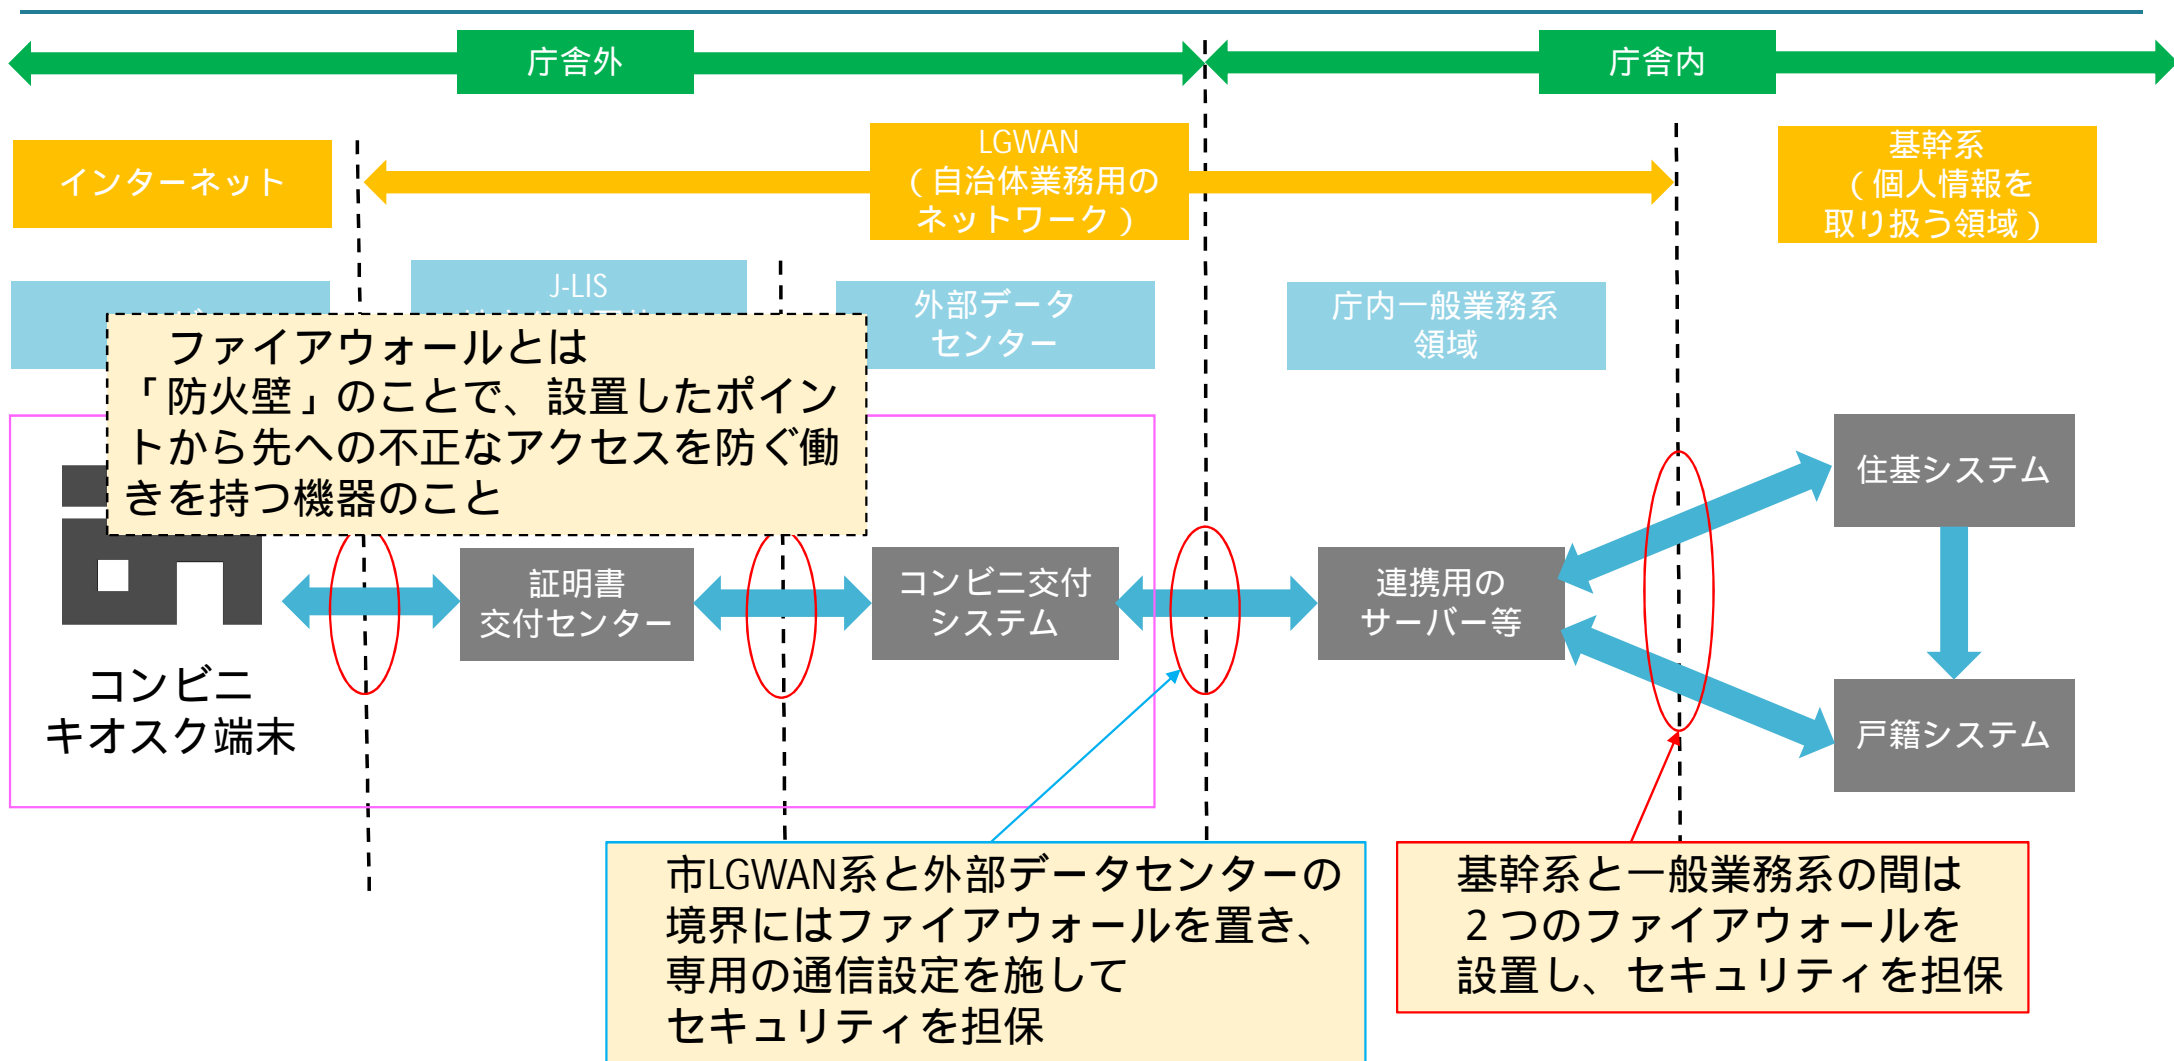 庁舎外
庁舎内
インターネット
LGWAN
（自治体業務用の
ネットワーク）
基幹系
（個人情報を
取り扱う領域）
J-LIS
外部データ
センター
庁内一般業務系
領域
ファイアウォールとは
「防火壁」のことで、設置したポイン
トから先への不正なアクセスを防ぐ働
きを持つ機器のこと
コンビニ
キオスク端末
証明書
交付センター
コンビニ交付
システム
連携用の
サーバー等
住基システム
戸籍システム
市LGWAN系と外部データセンターの
境界にはファイアウォールを置き、
専用の通信設定を施して
セキュリティを担保
基幹系と一般業務系の間は
２つのファイアウォールを
設置し、セキュリティを担保